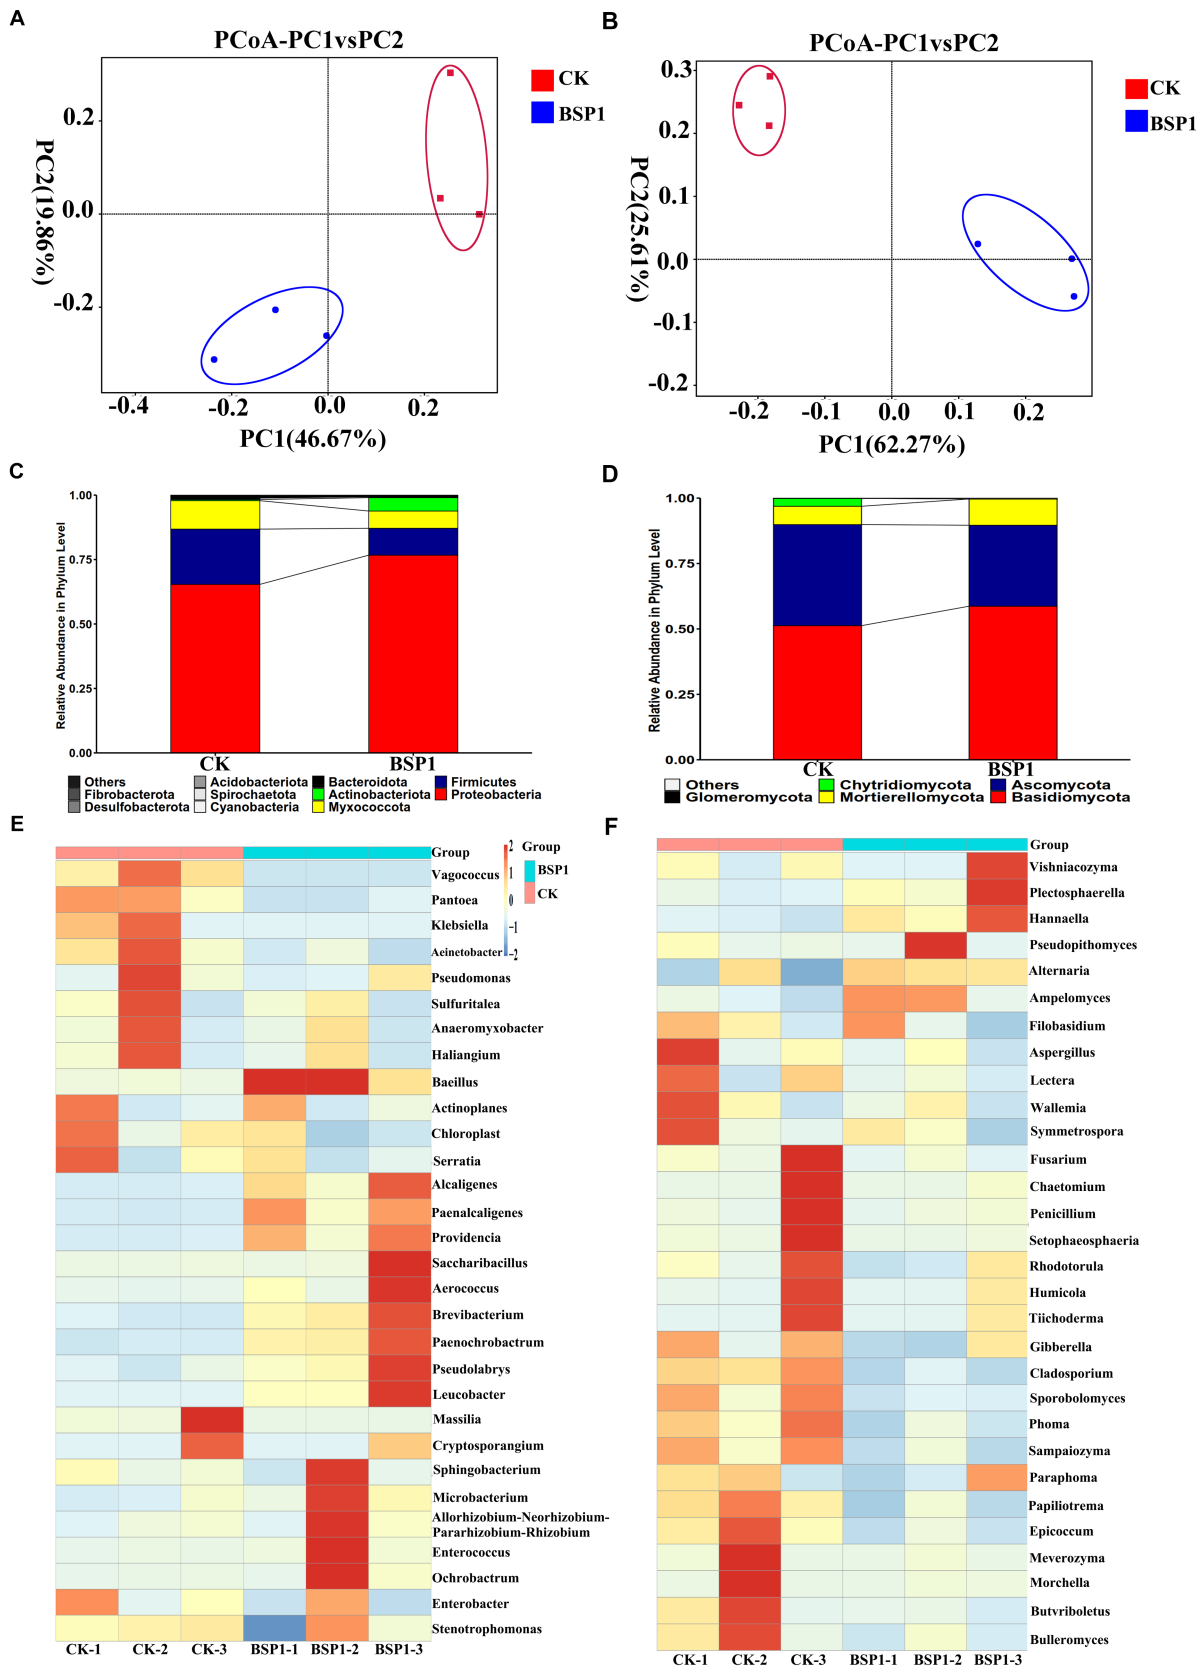 A
PCoA-PC1vsPC2
CK
BSP1
PC2(19.86%)
0.2
0.0
-0.2
-0.4
-0.2
0.0
0.2
PC1(46.67%)
B
PCoA-PC1vsPC2
CK
BSP1
PC2(25.61%)
0.3
0.2
0.1
0.0
-0.1
-0.2
-0.2
-0.1
0.0
0.1
0.2
PC1(62.27%)
C
Relative Abundance in Phylum Level
1.00
0.75
0.50
0.25
0.00
CK
BSP1
Others
Fibrobacterota
Desulfobacterota
Acidobacteriota
Spirochaetota
Cyanobacteria
Bacteroidota
Actinobacteriota
Myxococcota
Firmicutes
Proteobacteria
D
Relative Abundance in Phylum Level
1.00
0.75
0.50
0.25
0.00
CK
BSP1
Others
Glomeromycota
Chytridiomycota
Mortierellomycota
Ascomycota
Basidiomycota
E
Group
Vagococcus
Pantoea
Klebsiella
Aeinetobacter
Pseudomonas
Sulfuritalea
Anaeromyxobacter
Haliangium
Baeillus
Actinoplanes
Chloroplast
Serratia
Alcaligenes
Paenalcaligenes
Providencia
Saccharibacillus
Aerococcus
Brevibacterium
Paenochrobactrum
Pseudolabrys
Leucobacter
Massilia
Cryptosporangium
Sphingobacterium
Microbacterium
Allorhizobium-Neorhizobium-
Pararhizobium-Rhizobium
Enterococcus
Ochrobactrum
Enterobacter
Stenotrophomonas
CK-1
CK-2
CK-3
BSP1-1
BSP1-2
BSP1-3
2
1
0
-1
-2
Group
BSP1
CK
F
Group
Vishniacozyma
Plectosphaerella
Hannaella
Pseudopithomyces
Alternaria
Ampelomyces
Filobasidium
Aspergillus
Lectera
Wallemia
Symmetrospora
Fusarium
Chaetomium
Penicillium
Setophaeosphaeria
Rhodotorula
Humicola
Tiichoderma
Gibberella
Cladosporium
Sporobolomyces
Phoma
Sampaiozyma
Paraphoma
Papiliotrema
Epicoccum
Meverozyma
Morchella
Butvriboletus
Bulleromyces
CK-1
CK-2
CK-3
BSP1-1
BSP1-2
BSP1-3